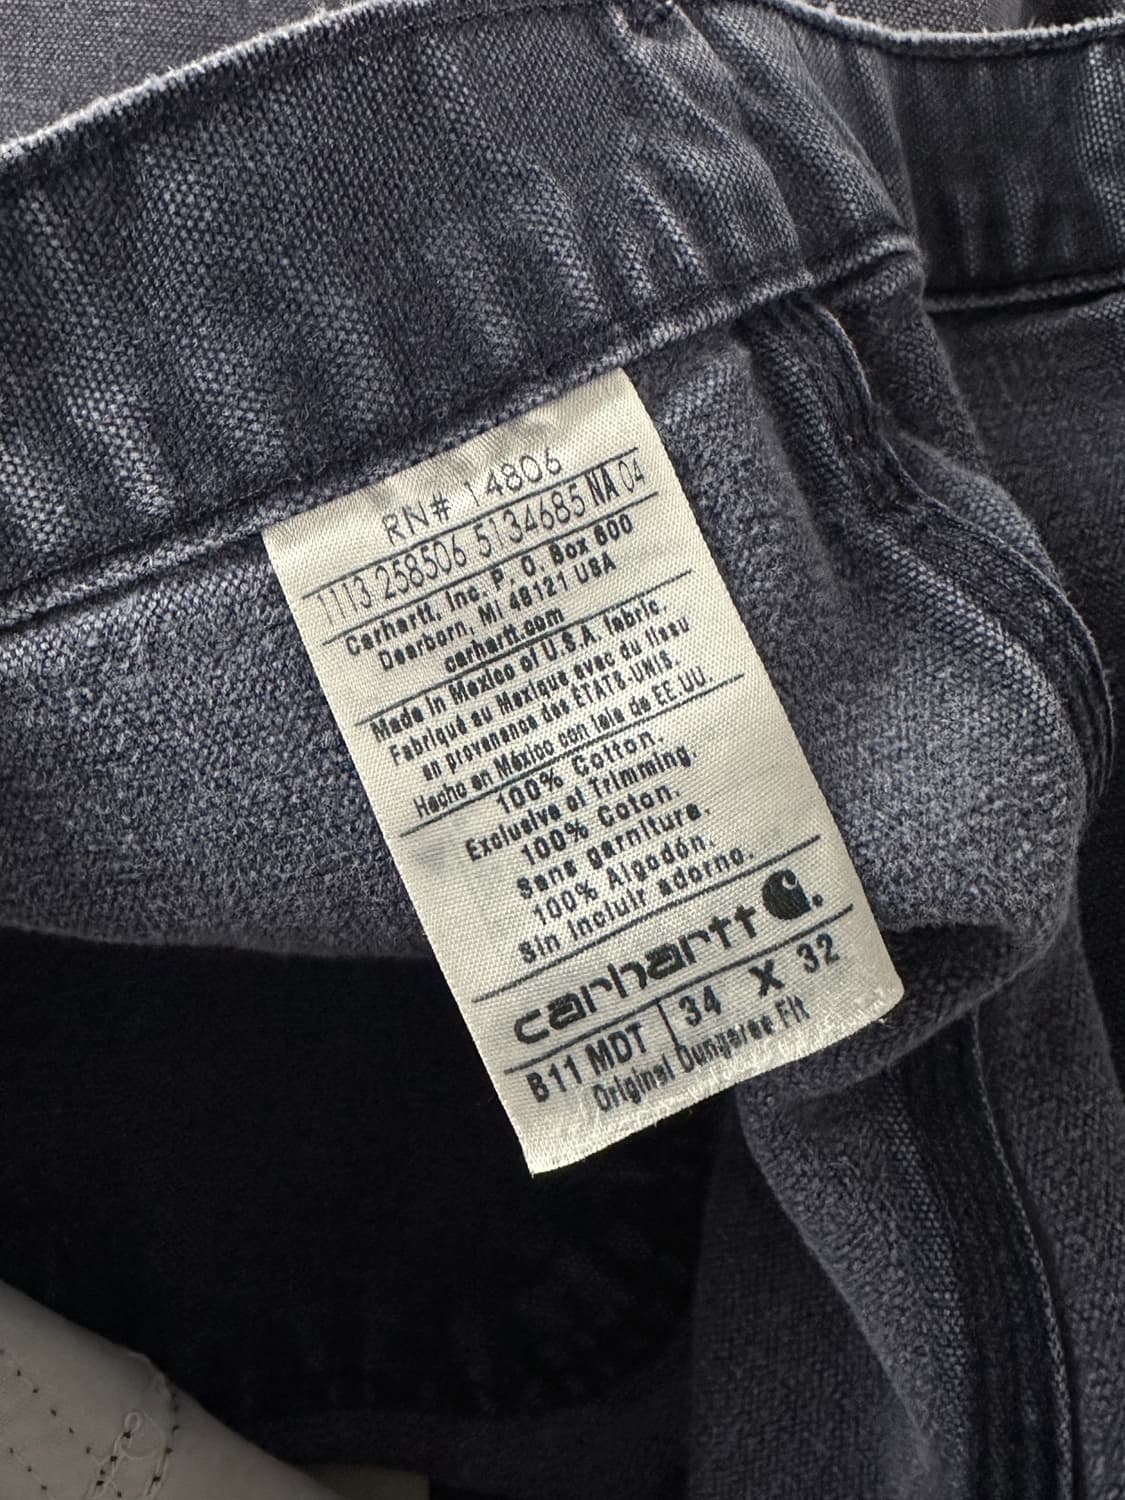 RN# 14806
1113 258506 5134685 NA 04
Carhartt, Inc. P. O. Box 600
Dearborn, MI 48121 USA
carhartt.com
Made in Mexico of U.S.A. fabric.
Fabriqué au Mexique avec du tissu
en provenance des ÉTATS-UNIS.
Hecho en México con tela de EE.UU.
100% Cotton.
Exclusive of Trimming.
100% Coton.
Sans garniture.
100% Algodón.
Sin incluir adorno.
carhartt
B11 MDT 34 X 32
Original Dungaree Fit